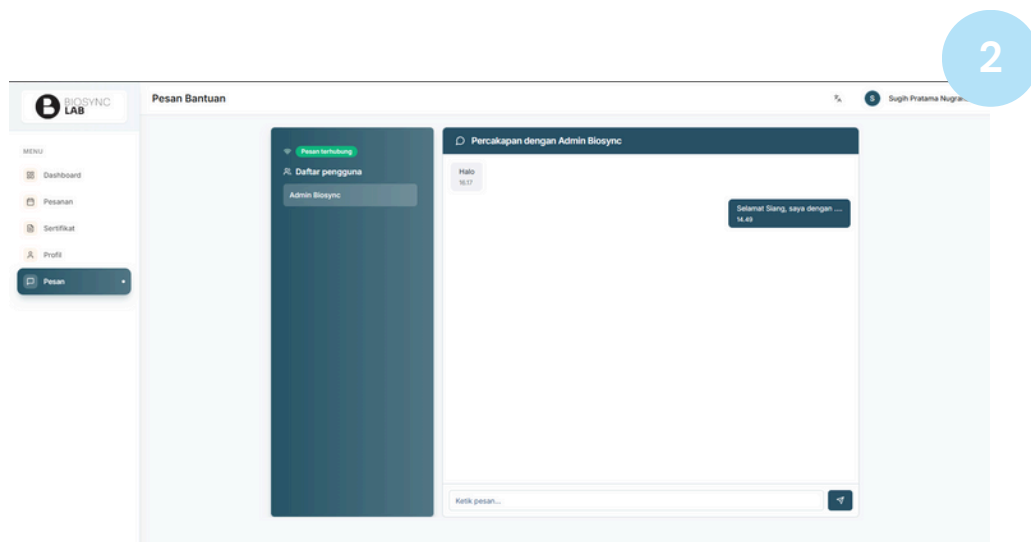 2
BIOSYNC
LAB
Pesan Bantuan
S
MENU
Dashboard
Pesanan
Sertifikat
Profil
Pesan
Pesan terhubung
Daftar pengguna
Admin Biosync
Percakapan dengan Admin Biosync
Halo
16.17
Selamat Siang, saya dengan ....
14.49
Ketik pesan...
Sugih Pratama